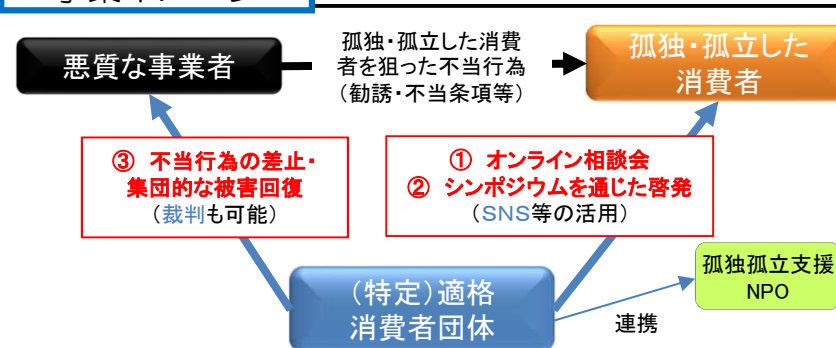 悪質な事業者
孤独・孤立した消費
者を狙った不当行為
（勧誘・不当条項等）
孤独・孤立した
消費者
③ 不当行為の差止・
集団的な被害回復
（裁判も可能）
① オンライン相談会
② シンポジウムを通じた啓発
（SNS等の活用）
（特定）適格
消費者団体
連携
孤独孤立支援
NPO